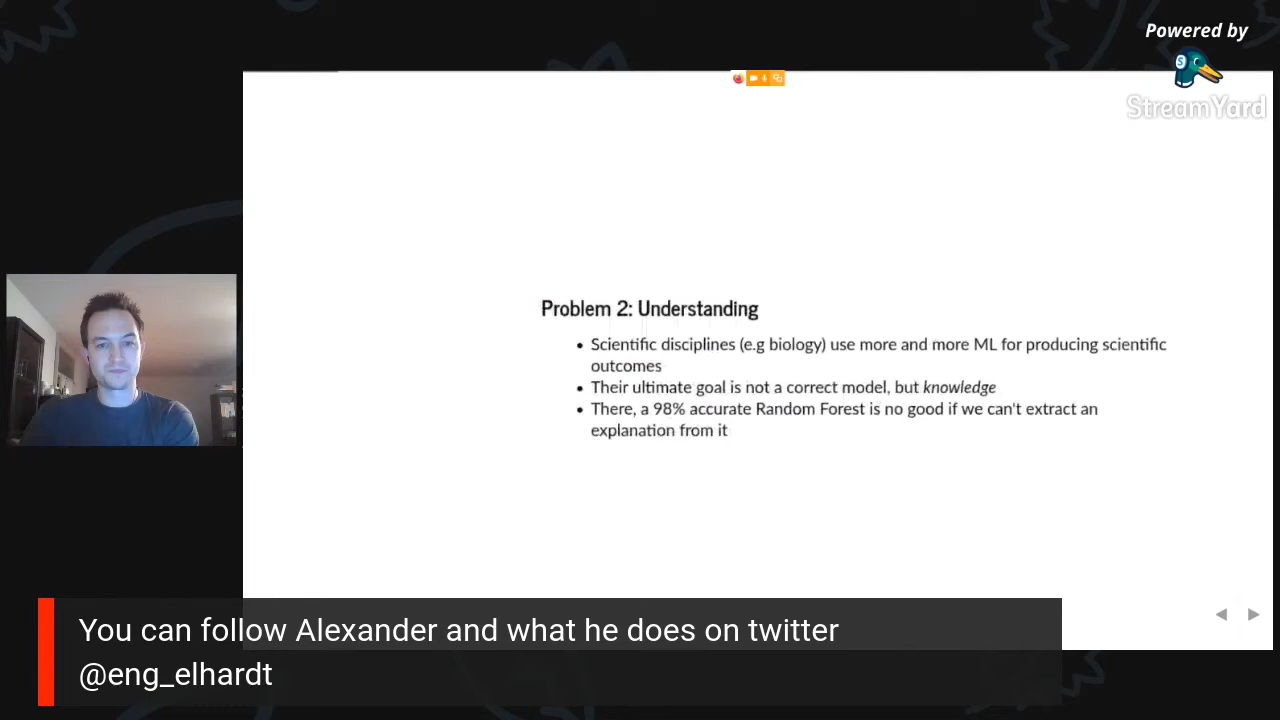 Powered by
StreamYard
Problem 2: Understanding
• Scientific disciplines (e.g biology) use more and more ML for producing scientific
outcomes
• Their ultimate goal is not a correct model, but knowledge
• There, a 98% accurate Random Forest is no good if we can't extract an
explanation from it
You can follow Alexander and what he does on twitter
@eng_elhardt